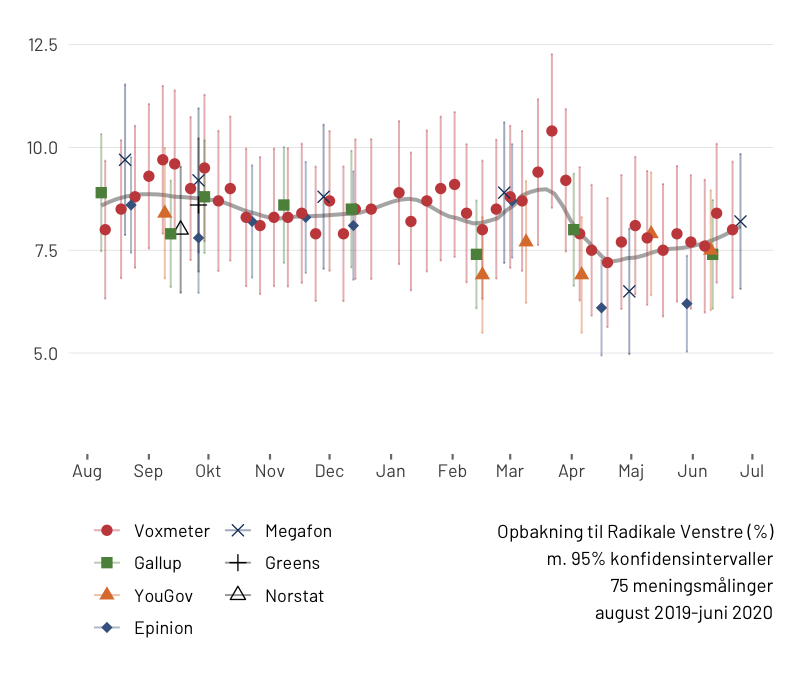 12.5
10.0
7.5
5.0
Aug Sep Okt Nov Dec Jan Feb Mar Apr Maj Jun Jul
Voxmeter
Gallup
YouGov
Epinion
Megafon
Greens
Norstat
Opbakning til Radikale Venstre (%)
m. 95% konfidensintervaller
75 meningsmålinger
august 2019-juni 2020